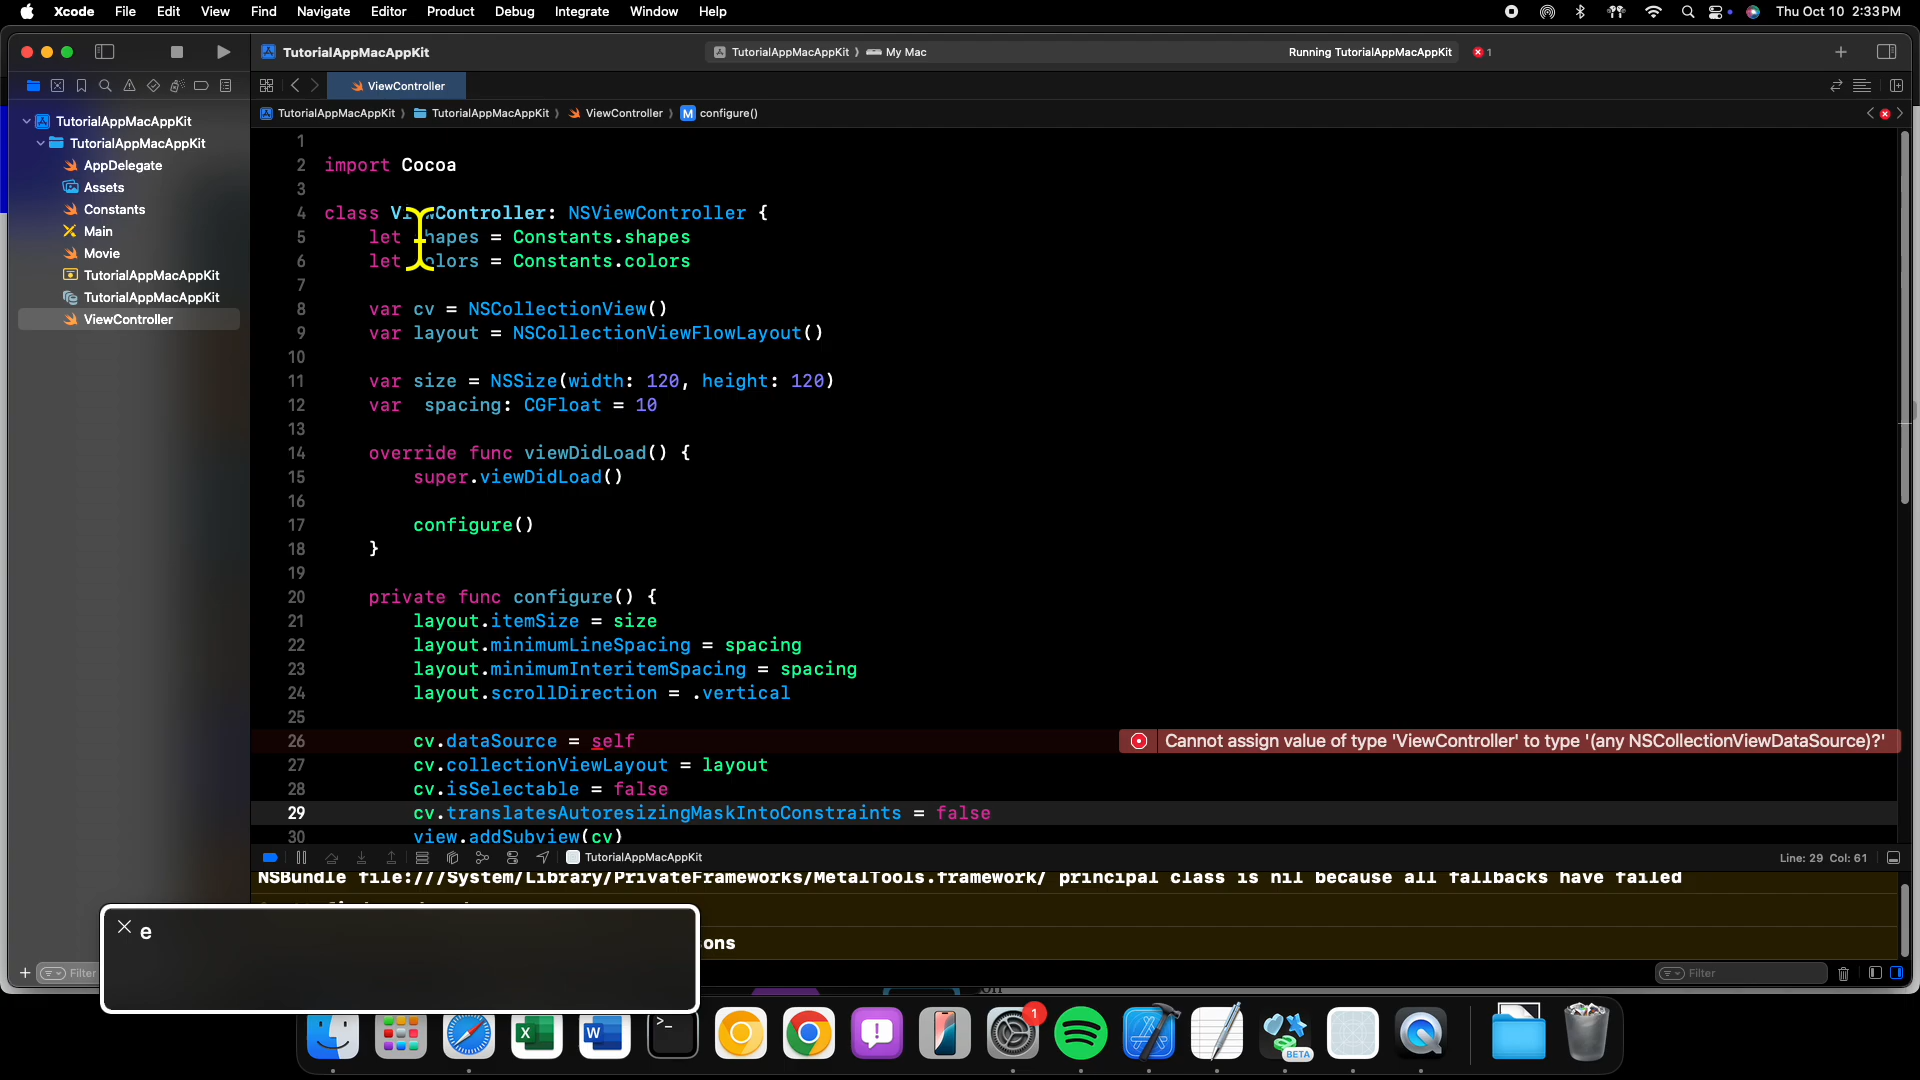 Xcode File Edit View Find Navigate Editor Product Debug Integrate Window Help Thu Oct 10 2:33PM
TutorialAppMacAppKit TutorialAppMacAppKit ⟩ My Mac Running TutorialAppMacAppKit 1
ViewController
TutorialAppMacAppKit ⟩ TutorialAppMacAppKit ⟩ ViewController ⟩ M configure()
TutorialAppMacAppKit
TutorialAppMacAppKit
AppDelegate
Assets
Constants
Main
Movie
TutorialAppMacAppKit
TutorialAppMacAppKit
ViewController
1
2 import Cocoa
3
4 class ViewController: NSViewController {
5 let shapes = Constants.shapes
6 let colors = Constants.colors
7
8 var cv = NSCollectionView()
9 var layout = NSCollectionViewFlowLayout()
10
11 var size = NSSize(width: 120, height: 120)
12 var  spacing: CGFloat = 10
13
14 override func viewDidLoad() {
15 super.viewDidLoad()
16
17 configure()
18 }
19
20 private func configure() {
21 layout.itemSize = size
22 layout.minimumLineSpacing = spacing
23 layout.minimumInteritemSpacing = spacing
24 layout.scrollDirection = .vertical
25
26 cv.dataSource = self Cannot assign value of type 'ViewController' to type '(any NSCollectionViewDataSource)?'
27 cv.collectionViewLayout = layout
28 cv.isSelectable = false
29 cv.translatesAutoresizingMaskIntoConstraints = false
30 view.addSubview(cv)
TutorialAppMacAppKit Line: 29 Col: 61
NSBundle file:///System/Library/PrivateFrameworks/MetalTools.framework/ principal class is nil because all fallbacks have failed
ons
e
Filter Filter
1
BETA